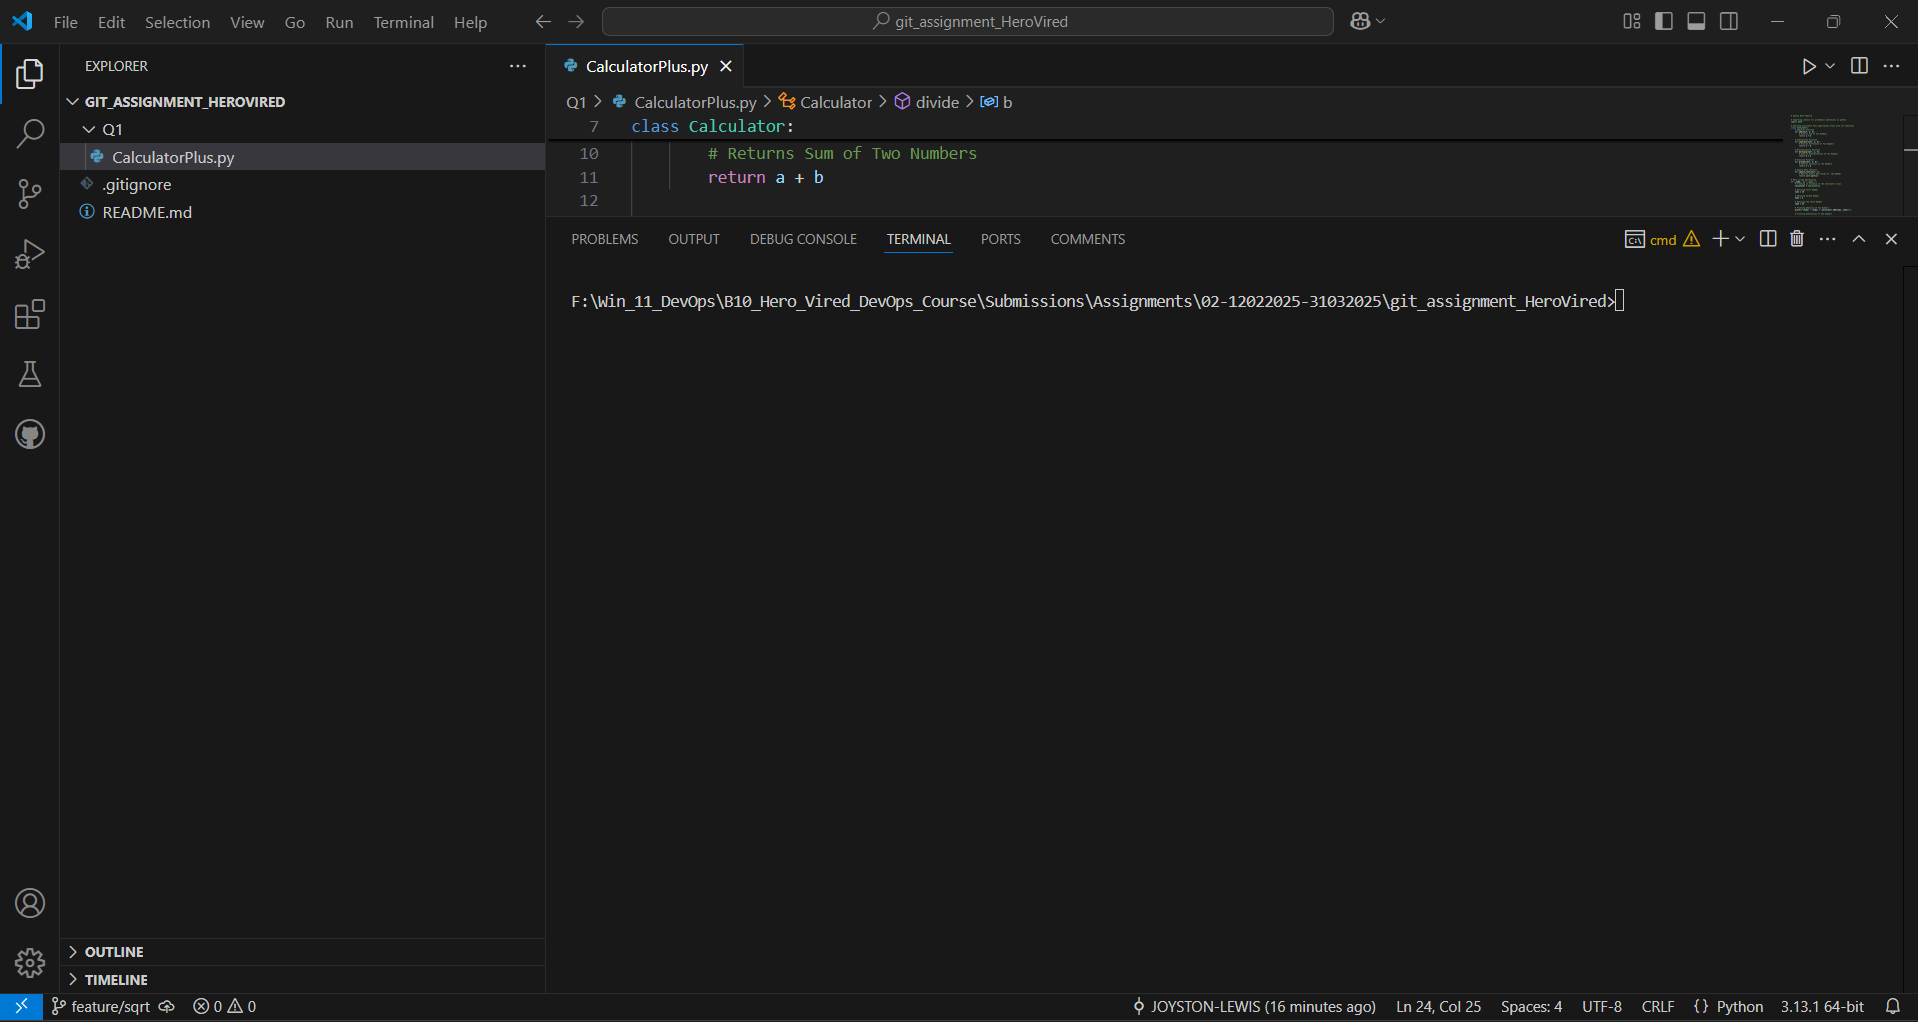 File Edit Selection View Go Run Terminal Help
git_assignment_HeroVired
EXPLORER
GIT_ASSIGNMENT_HEROVIRED
Q1
CalculatorPlus.py
.gitignore
README.md
OUTLINE
TIMELINE
CalculatorPlus.py
Q1 > CalculatorPlus.py > Calculator > divide > b
7 class Calculator:
10 # Returns Sum of Two Numbers
11 return a + b
12
PROBLEMS OUTPUT DEBUG CONSOLE TERMINAL PORTS COMMENTS
cmd
F:\Win_11_DevOps\B10_Hero_Vired_DevOps_Course\Submissions\Assignments\02-12022025-31032025\git_assignment_HeroVired>
feature/sqrt 0 0 JOYSTON-LEWIS (16 minutes ago) Ln 24, Col 25 Spaces: 4 UTF-8 CRLF {} Python 3.13.1 64-bit